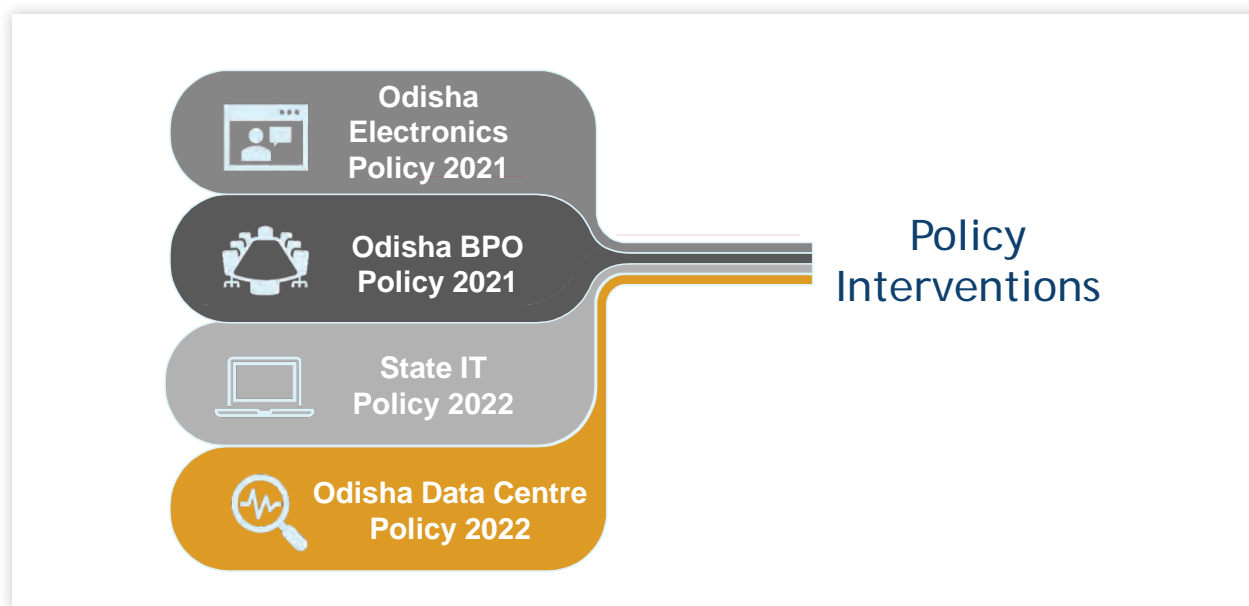 Odisha
Electronics
Policy 2021
Odisha BPO
Policy 2021
State IT
Policy 2022
Odisha Data Centre
Policy 2022
Policy
Interventions